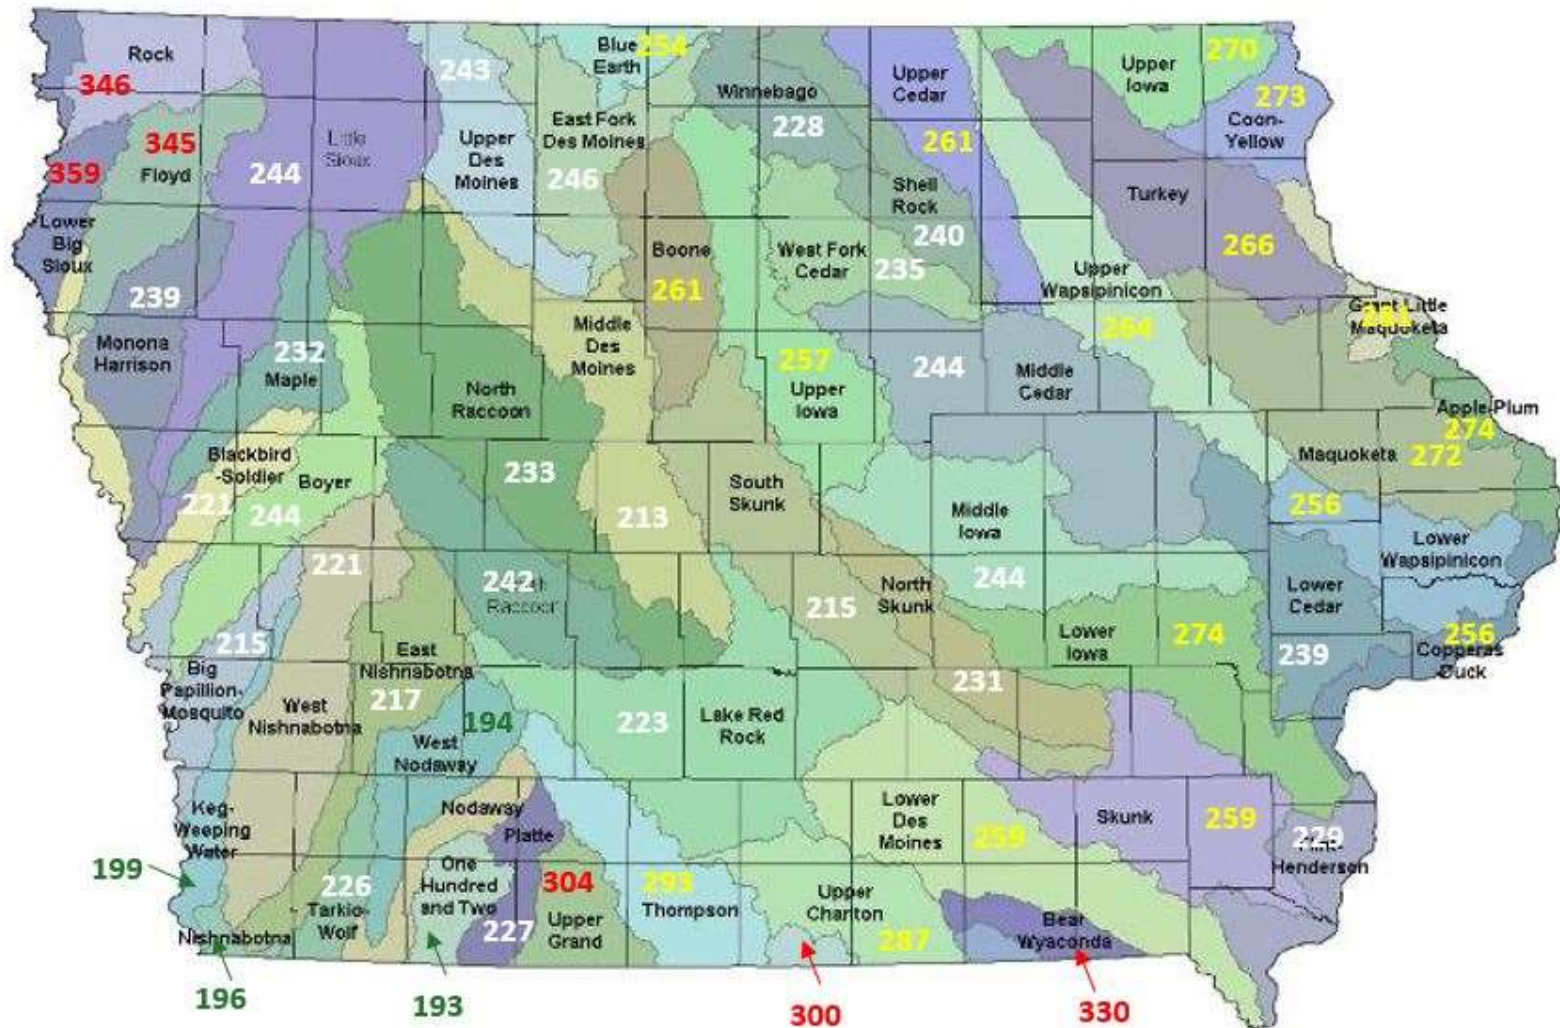 Rock
346
243
Blue
Earth
254
Winnebago
228
Upper
Cedar
261
Upper
Iowa
270
273
Coon-
Yellow
345
Floyd
359
244
Little
Sioux
Upper
Des
Moines
East Fork
Des Moines
246
Shell
Rock
240
Turkey
266
Lower
Big
Sioux
239
Monona
Harrison
232
Maple
Boone
261
West Fork
Cedar
235
Upper
Wapsipinicon
264
Grant-Little
Maquoketa
Middle
Des
Moines
North
Raccoon
233
257
Upper
Iowa
244
Middle
Cedar
Apple-Plum
274
Maquoketa
272
Blackbird
-Soldier
221
Boyer
244
213
South
Skunk
215
Middle
Iowa
244
256
Lower
Wapsipinicon
221
242
Raccoon
North
Skunk
231
Lower
Iowa
274
Lower
Cedar
239
256
Copperas
Duck
215
Big
Papillion-
Mosquito
West
Nishnabotna
East
Nishnabotna
217
194
West
Nodaway
223
Lake Red
Rock
Keg-
Weeping
Water
199
Nodaway
Platte
227
Lower
Des
Moines
259
Skunk
259
229
Henderson
226
Tarkio-
Wolf
One
Hundred
and Two
304
Upper
Grand
293
Thompson
Upper
Chariton
287
Bear
Wyaconda
Nishnabotna
196
193
300
330